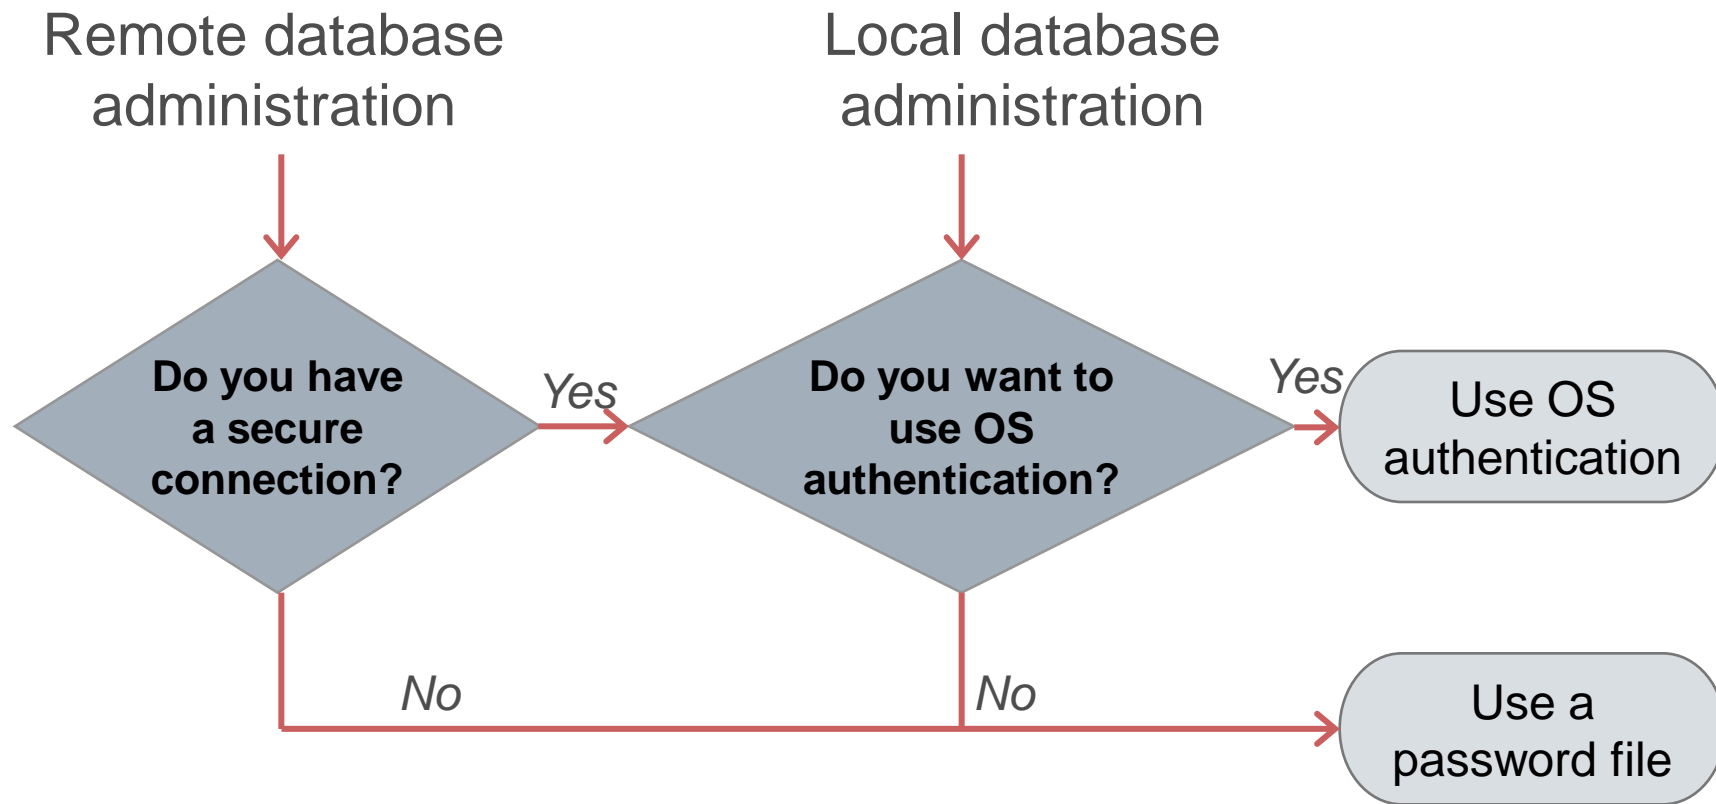 Remote database
administration
Local database
administration
Do you have
a secure
connection?
Yes
Do you want to
use OS
authentication?
Yes
Use OS
authentication
No
No
Use a
password file